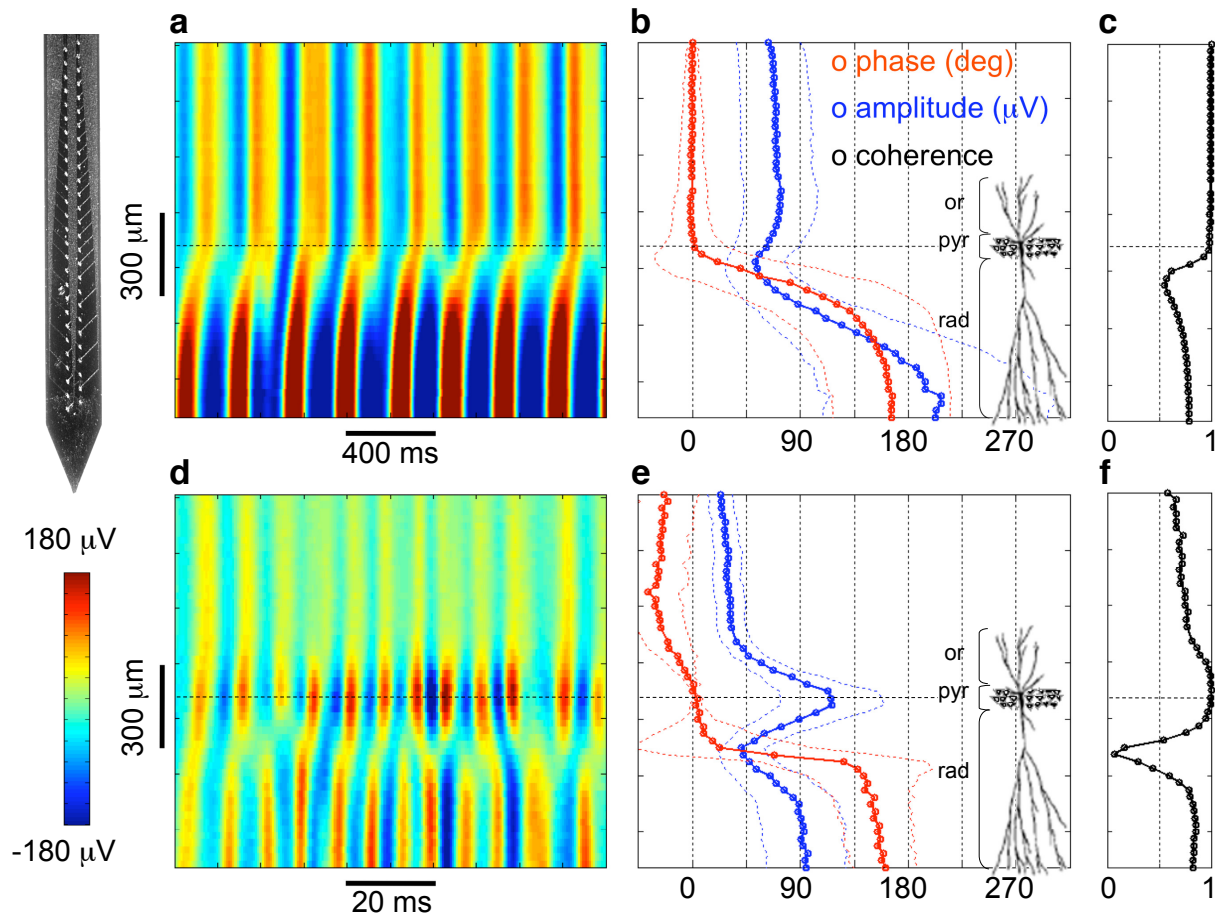 a
b
c
o phase (deg)
o amplitude (μV)
o coherence
or
pyr
rad
300 μm
400 ms
0 90 180 270
0 1
d
e
f
180 μV
-180 μV
300 μm
or
pyr
rad
20 ms
0 90 180 270
0 1